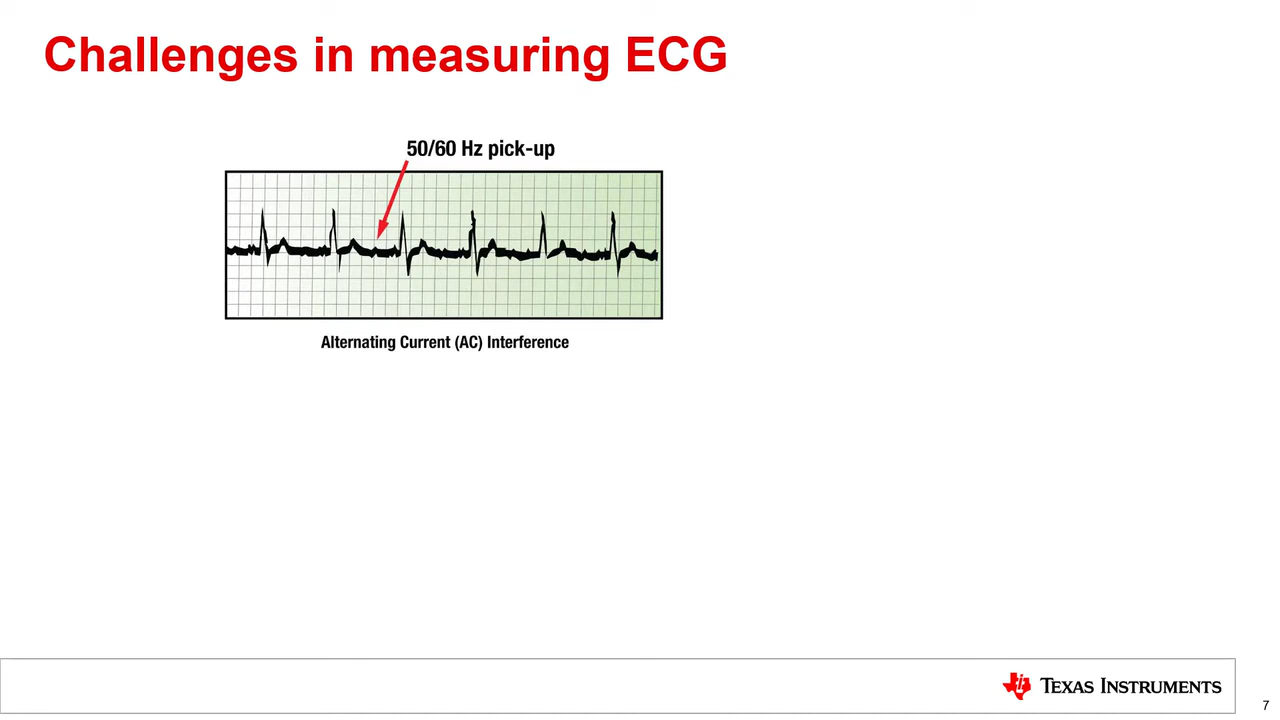 Challenges in measuring ECG
50/60 Hz pick-up
Alternating Current (AC) Interference
TEXAS INSTRUMENTS
7